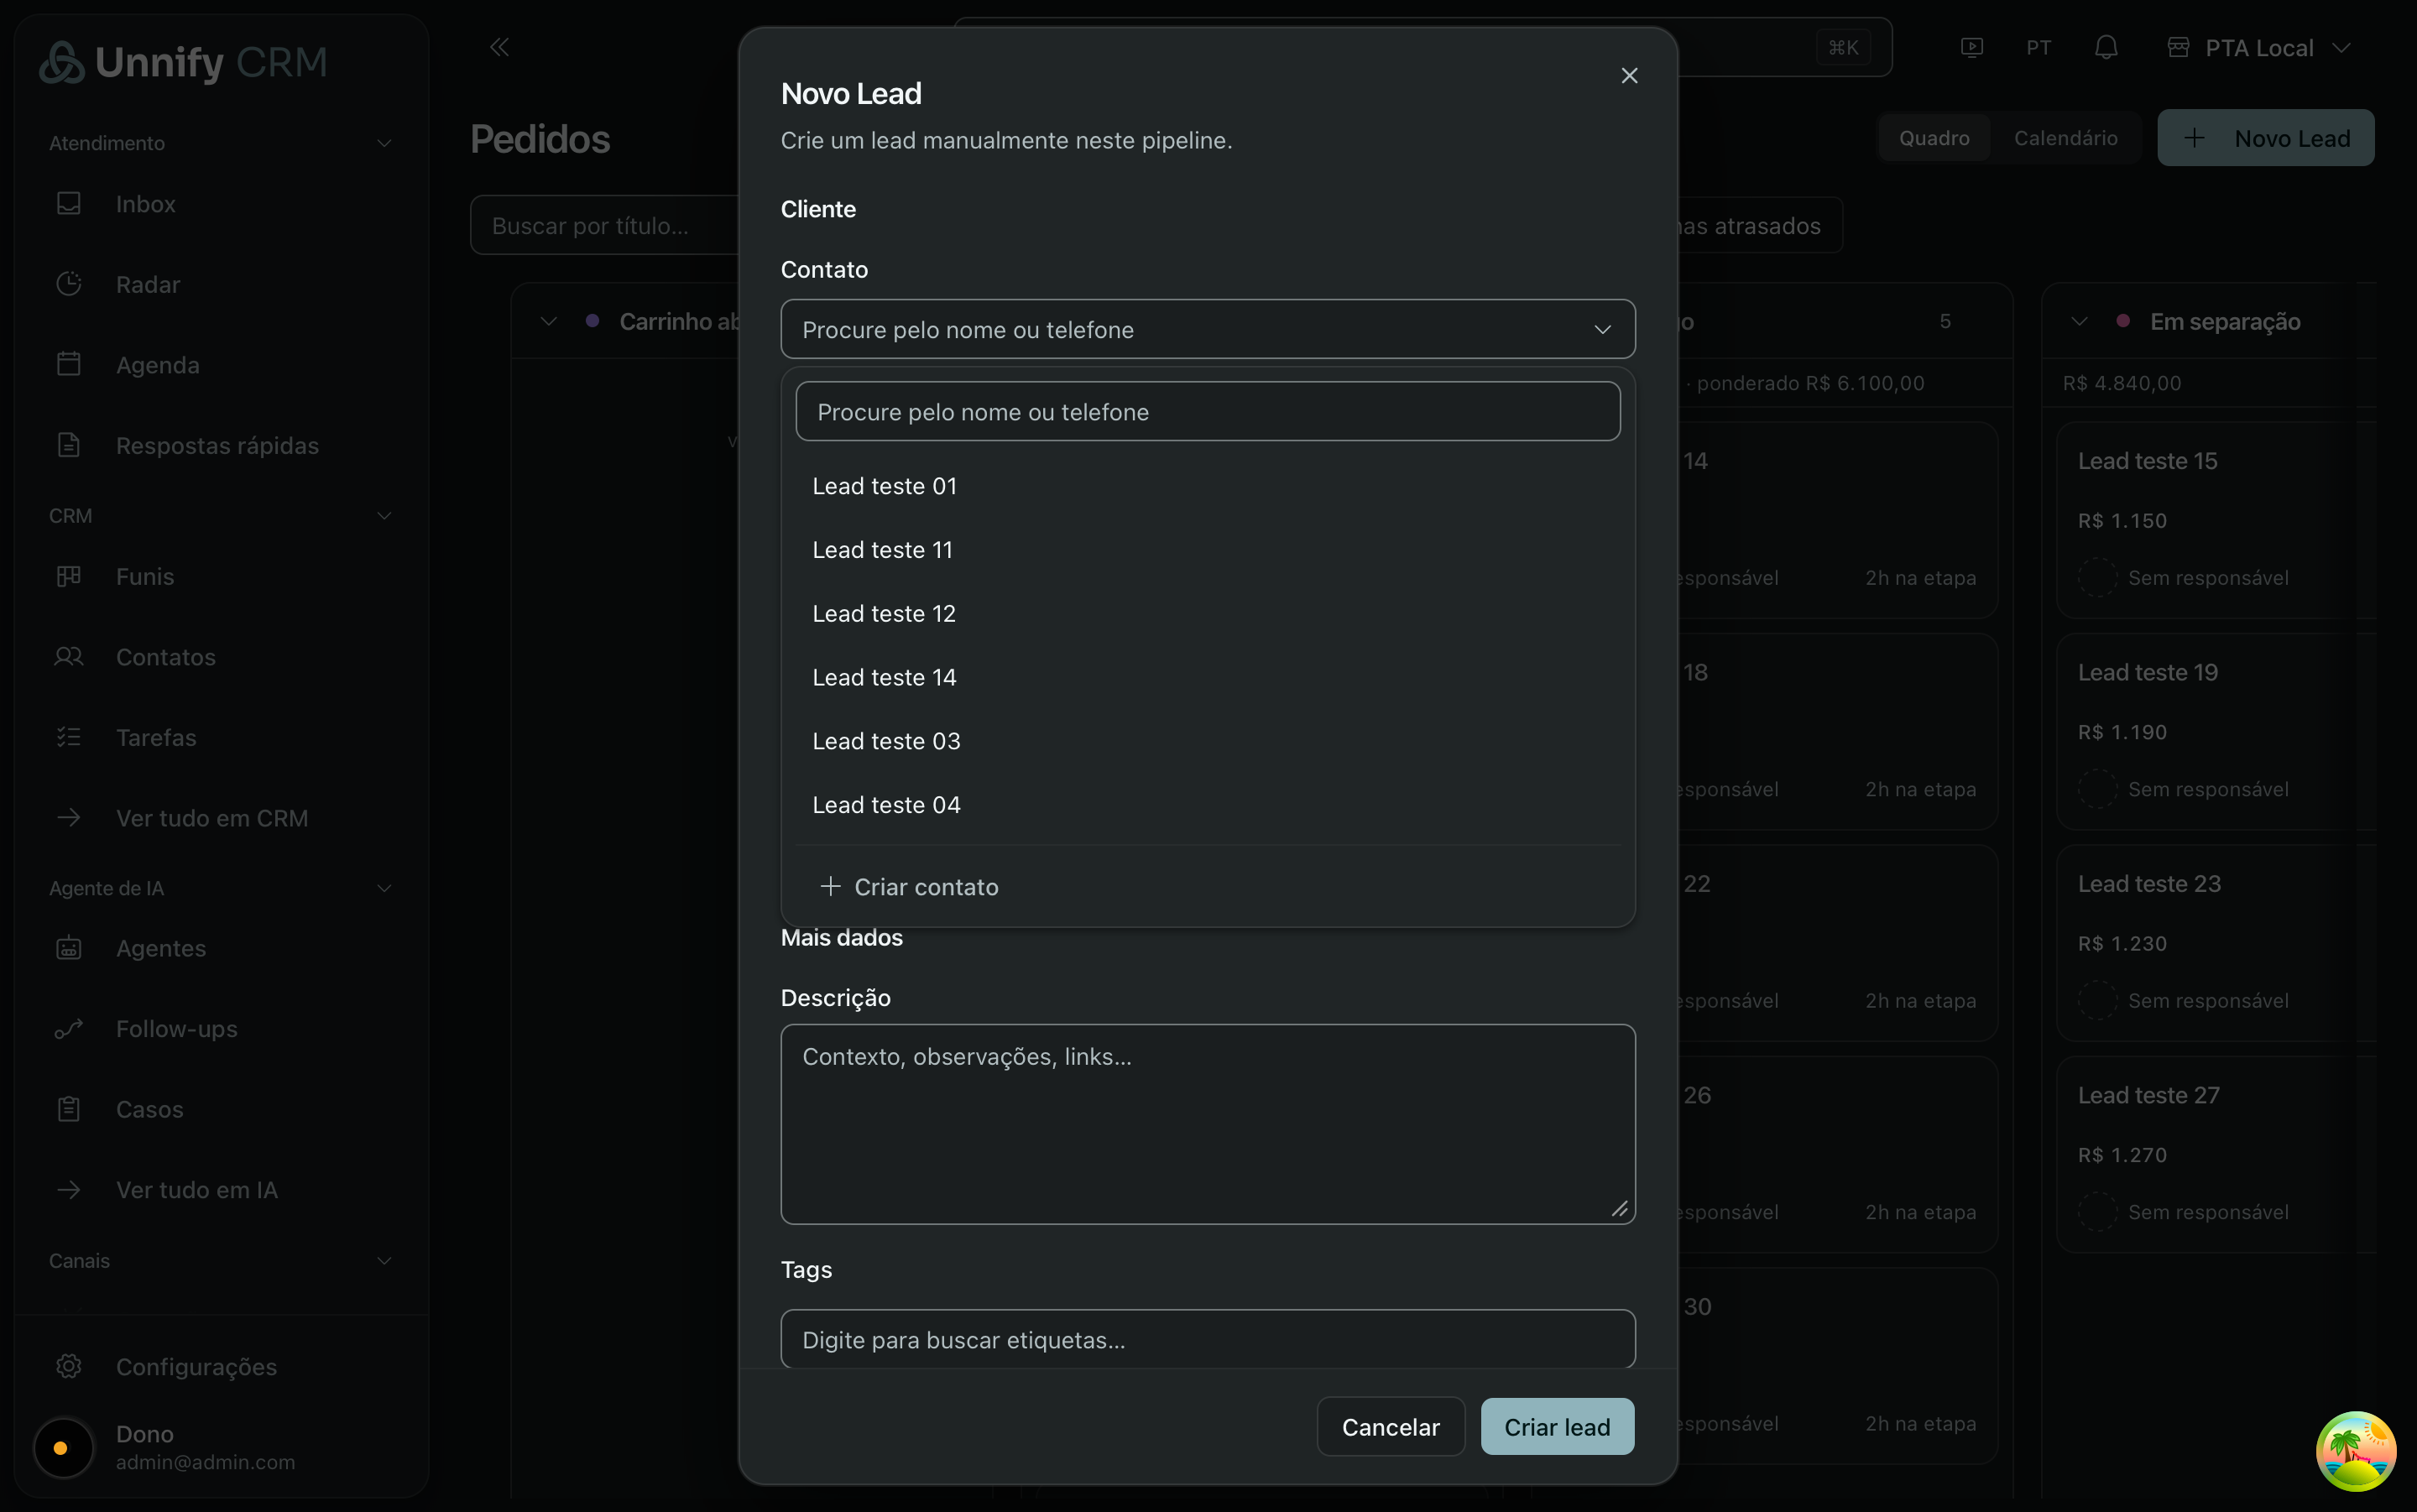 Unnify CRM
Atendimento
Inbox
Radar
Agenda
Respostas rápidas
CRM
Funis
Contatos
Tarefas
Ver tudo em CRM
Agente de IA
Agentes
Follow-ups
Casos
Ver tudo em IA
Canais
Configurações
Dono
admin@admin.com
⌘K
PT
PTA Local
Pedidos
Quadro
Calendário
Novo Lead
Buscar por título...
atrasados
Carrinho
5
Em separação
· ponderado R$ 6.100,00
R$ 4.840,00
14
2h na etapa
18
2h na etapa
22
2h na etapa
26
2h na etapa
30
2h na etapa
Lead teste 15
R$ 1.150
Sem responsável
Lead teste 19
R$ 1.190
Sem responsável
Lead teste 23
R$ 1.230
Sem responsável
Lead teste 27
R$ 1.270
Sem responsável
Novo Lead
Crie um lead manualmente neste pipeline.
Cliente
Contato
Procure pelo nome ou telefone
Procure pelo nome ou telefone
Lead teste 01
Lead teste 11
Lead teste 12
Lead teste 14
Lead teste 03
Lead teste 04
Criar contato
Mais dados
Descrição
Contexto, observações, links...
Tags
Digite para buscar etiquetas...
Cancelar
Criar lead